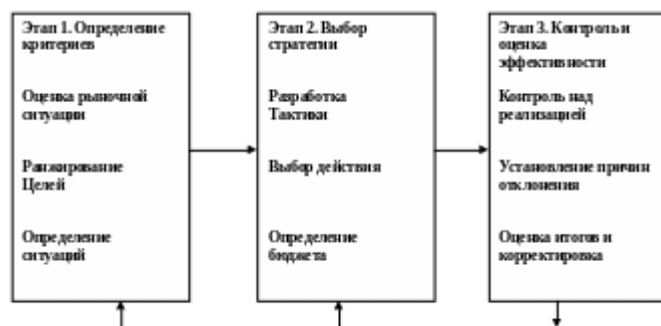 Этап 1. Определение
критериев
Оценка рыночной
ситуации
Ранжирование
Целей
Определение
ситуаций
Этап 2. Выбор
стратегии
Разработка
Тактики
Выбор действия
Определение
бюджета
Этап 3. Контроль и
оценка
эффективности
Контроль над
реализацией
Установление причин
отклонения
Оценка итогов и
корректировка